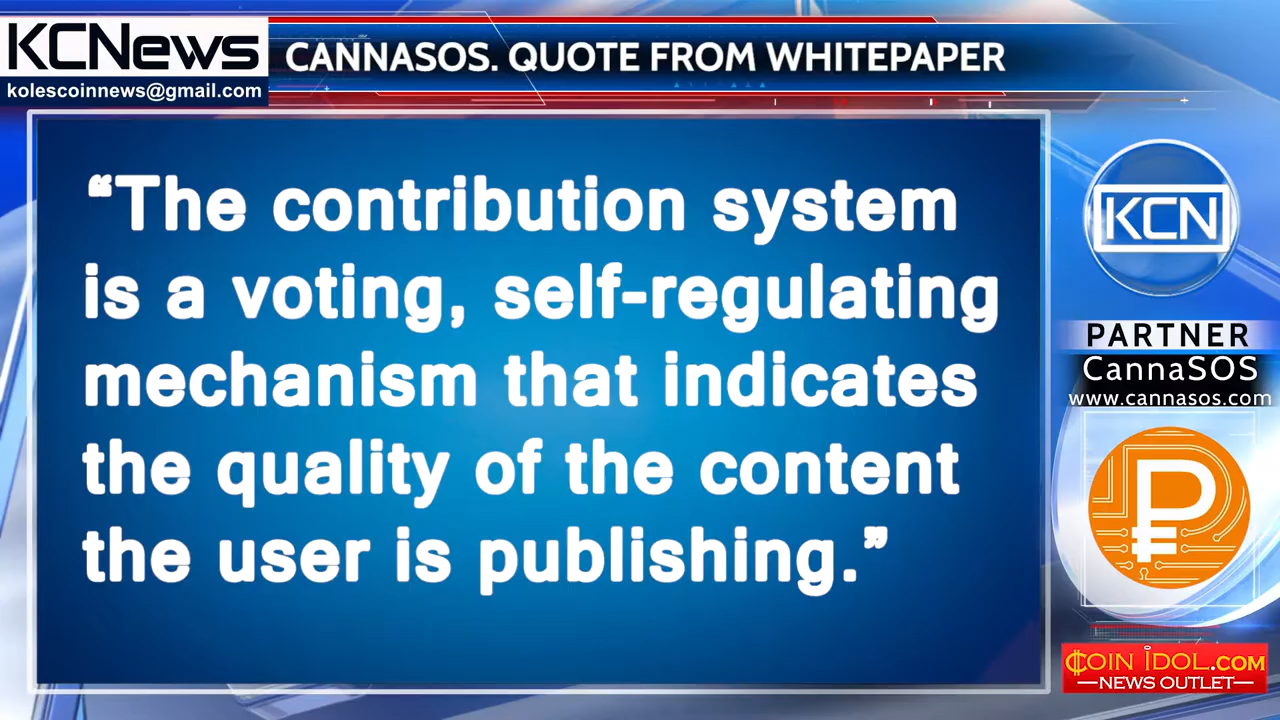 KCNews
kolescoinnews@gmail.com
CANNASOS. QUOTE FROM WHITEPAPER
“The contribution system
is a voting, self-regulating
mechanism that indicates
the quality of the content
the user is publishing.”
KCN
PARTNER
CannaSOS
www.cannasos.com
COIN IDOL.COM
—NEWS OUTLET—